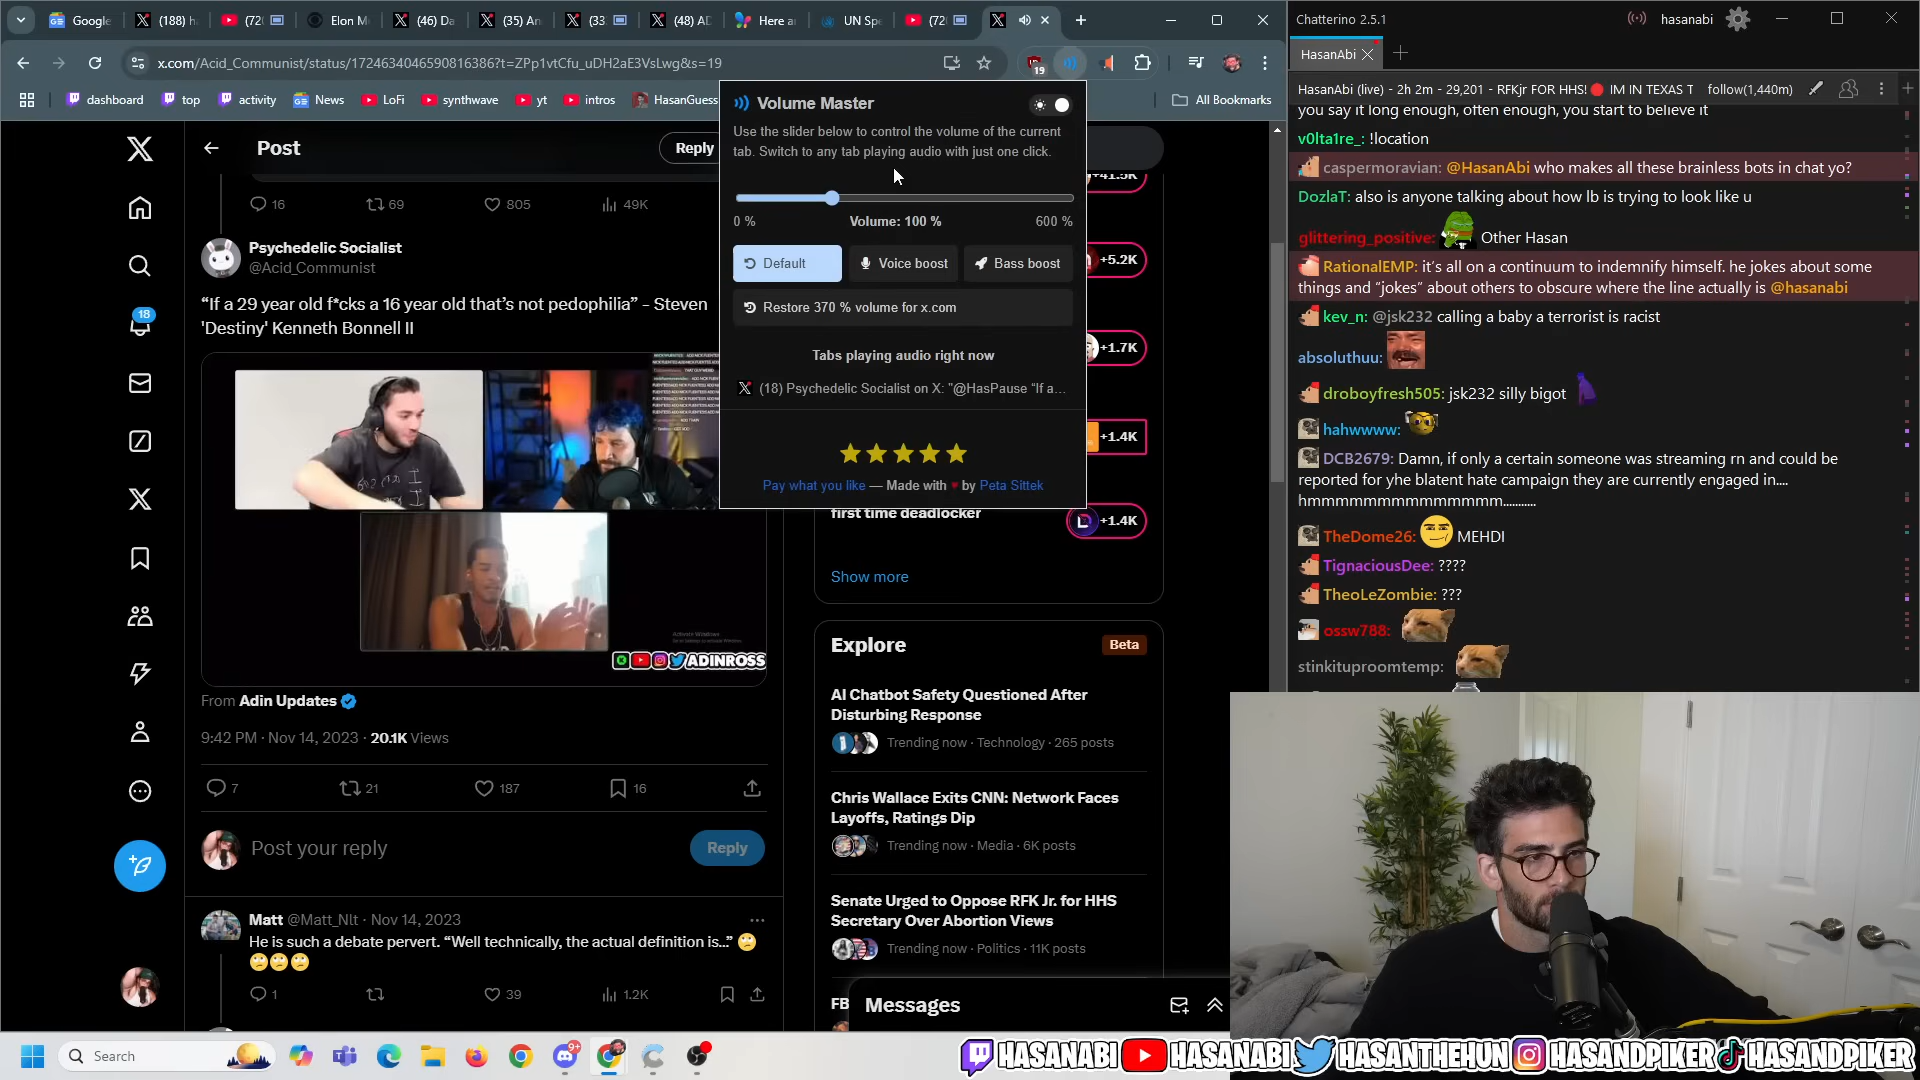 Google
(188) h
(720
Elon M
(46) Da
(35) An
(33
(48) AD
Here a
UN Spe
(720
x.com/Acid_Communist/status/1724634046590816386?t=ZPp1vtCfu_uDH2aE3VsLwg&s=19
19
dashboard
top
activity
News
LoFi
synthwave
yt
intros
HasanGuess
All Bookmarks
Post
Reply
16
69
805
49K
18
Psychedelic Socialist
@Acid_Communist
“If a 29 year old f*cks a 16 year old that’s not pedophilia” - Steven
'Destiny' Kenneth Bonnell II
ADINROSS
From Adin Updates
9:42 PM · Nov 14, 2023 · 20.1K Views
7
21
187
16
Post your reply
Reply
Matt @Matt_Nlt · Nov 14, 2023
He is such a debate pervert. “Well technically, the actual definition is..” 🙄
🙄🙄🙄
1
39
1.2K
Volume Master
Use the slider below to control the volume of the current
tab. Switch to any tab playing audio with just one click.
0 %
Volume: 100 %
600 %
Default
Voice boost
Bass boost
Restore 370 % volume for x.com
Tabs playing audio right now
(18) Psychedelic Socialist on X: "@HasPause “If a...
Pay what you like — Made with ♥ by Peta Sittek
+41.5K
+5.2K
+1.7K
+1.4K
first time deadlocker
+1.4K
Show more
Explore
Beta
AI Chatbot Safety Questioned After
Disturbing Response
Trending now · Technology · 265 posts
Chris Wallace Exits CNN: Network Faces
Layoffs, Ratings Dip
Trending now · Media · 6K posts
Senate Urged to Oppose RFK Jr. for HHS
Secretary Over Abortion Views
Trending now · Politics · 11K posts
FB
Messages
Chatterino 2.5.1
hasanabi
HasanAbi
HasanAbi (live) - 2h 2m - 29,201 - RFKjr FOR HHS! 🔴 IM IN TEXAS T
follow(1,440m)
you say it long enough, often enough, you start to believe it
v0lta1re_: !location
caspermoravian: @HasanAbi who makes all these brainless bots in chat yo?
DozlaT: also is anyone talking about how lb is trying to look like u
glittering_positive: Other Hasan
RationalEMP: it’s all on a continuum to indemnify himself. he jokes about some
things and “jokes” about others to obscure where the line actually is @hasanabi
kev_n: @jsk232 calling a baby a terrorist is racist
absoluthuu:
droboyfresh505: jsk232 silly bigot
hahwwww:
DCB2679: Damn, if only a certain someone was streaming rn and could be
reported for yhe blatent hate campaign they are currently engaged in....
hmmmmmmmmmmmmmm...........
TheDome26: MEHDI
TignaciousDee: ????
TheoLeZombie: ???
ossw788:
stinkituproomtemp:
Search
9+
HASANABI
HASANABI
HASANTHEHUN
HASANDPIKER
HASANDPIKER